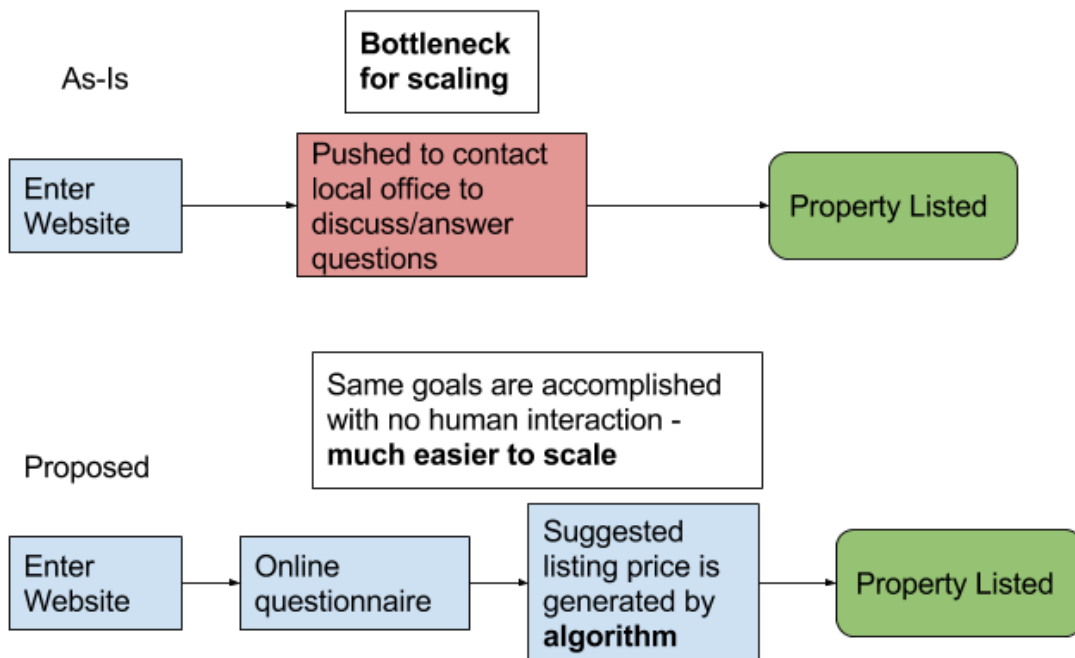 As-Is
Bottleneck
for scaling
Enter
Website
Pushed to contact
local office to
discuss/answer
questions
Property Listed
Proposed
Same goals are accomplished
with no human interaction -
much easier to scale
Enter
Website
Online
questionnaire
Suggested
listing price is
generated by
algorithm
Property Listed